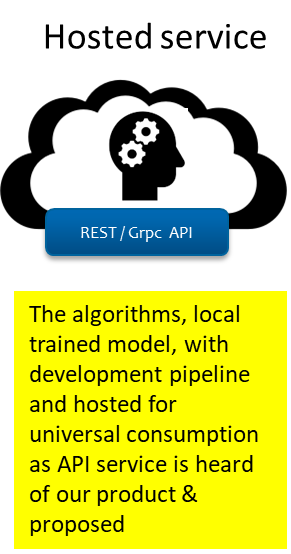 Hosted service
REST / Grpc API
The algorithms, local
trained model, with
development pipeline
and hosted for
universal consumption
as API service is heard
of our product &
proposed